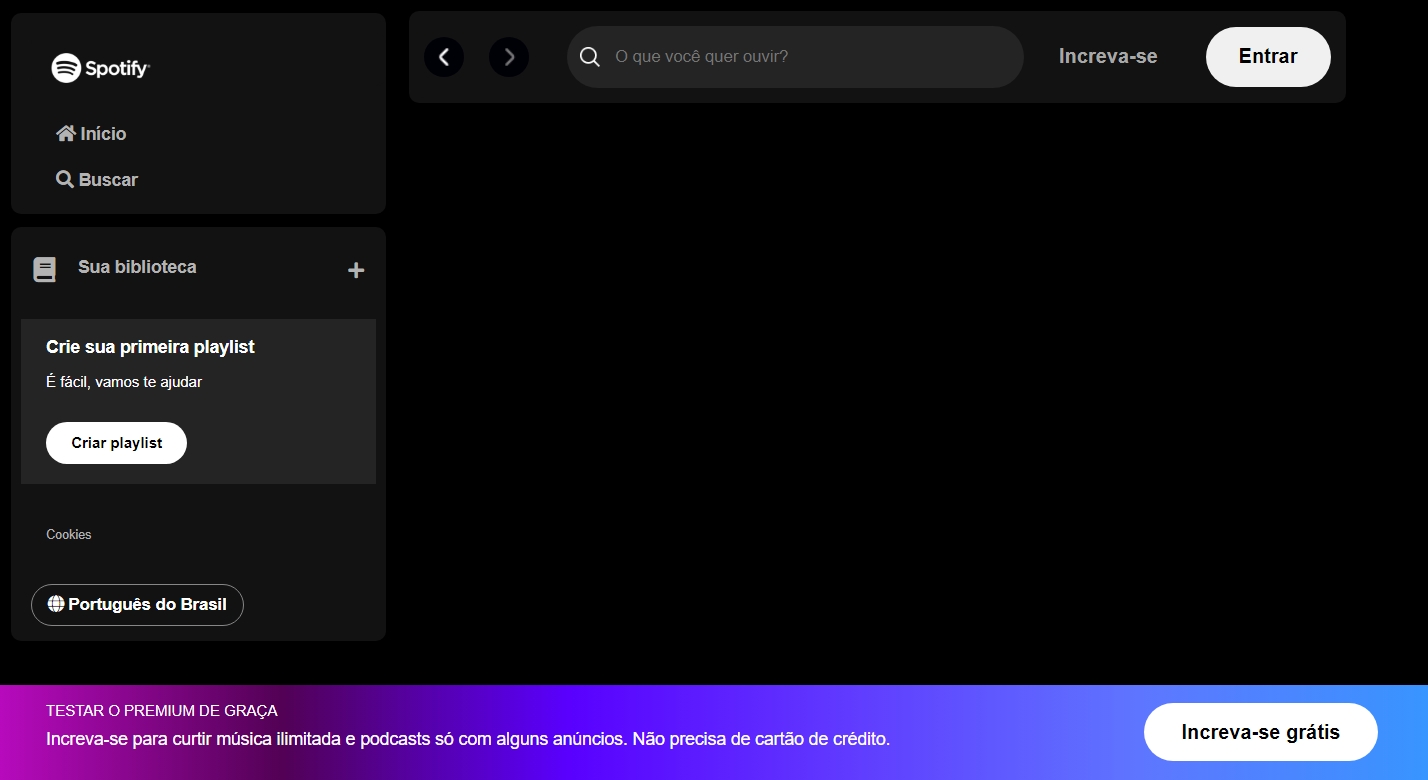 Spotify
Início
Buscar
Sua biblioteca
Crie sua primeira playlist
É fácil, vamos te ajudar
Criar playlist
Cookies
Português do Brasil
O que você quer ouvir?
Increva-se
Entrar
TESTAR O PREMIUM DE GRAÇA
Increva-se para curtir música ilimitada e podcasts só com alguns anúncios. Não precisa de cartão de crédito.
Increva-se grátis